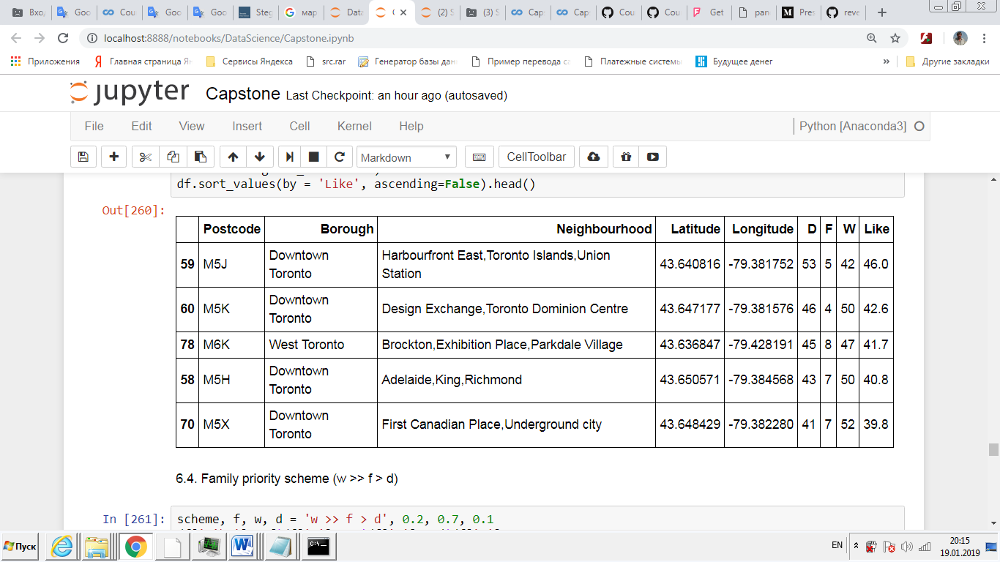 Вход
Goo
Cou
Goo
Goo
Steg
мар
Data
C
(2) S
(3) S
Cap
Cap
Cou
Cou
Get
pan
Pres
reve
localhost:8888/notebooks/DataScience/Capstone.ipynb
Приложения
Главная страница Ян
Сервисы Яндекса
src.rar
Генератор базы дан
Пример перевода са
Платежные системы
Будущее денег
»
Другие закладки
jupyter Capstone Last Checkpoint: an hour ago (autosaved)
File Edit View Insert Cell Kernel Help Python [Anaconda3]
Markdown CellToolbar
df.sort_values(by = 'Like', ascending=False).head()
Out[260]:
Postcode Borough Neighbourhood Latitude Longitude D F W Like
59 M5J Downtown Toronto Harbourfront East,Toronto Islands,Union Station 43.640816 -79.381752 53 5 42 46.0
60 M5K Downtown Toronto Design Exchange,Toronto Dominion Centre 43.647177 -79.381576 46 4 50 42.6
78 M6K West Toronto Brockton,Exhibition Place,Parkdale Village 43.636847 -79.428191 45 8 47 41.7
58 M5H Downtown Toronto Adelaide,King,Richmond 43.650571 -79.384568 43 7 50 40.8
70 M5X Downtown Toronto First Canadian Place,Underground city 43.648429 -79.382280 41 7 52 39.8
6.4. Family priority scheme (w >> f > d)
In [261]: scheme, f, w, d = 'w >> f > d', 0.2, 0.7, 0.1
Пуск
EN
20:15
19.01.2019